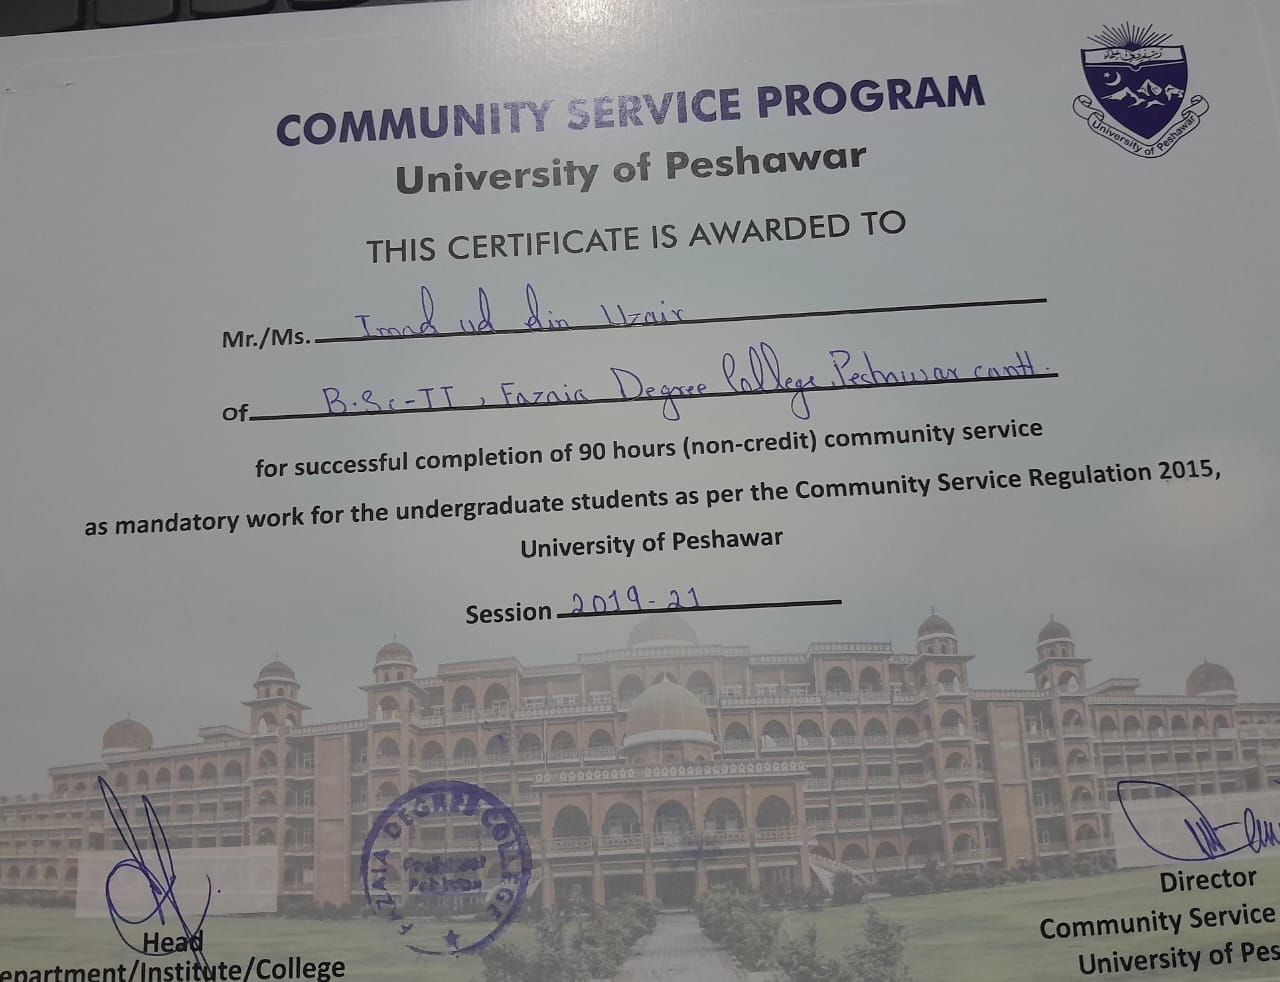 COMMUNITY SERVICE PROGRAM
University of Peshawar
University of Peshawar
THIS CERTIFICATE IS AWARDED TO
Mr./Ms. Imad ud din Uzair
of B.Sc-II, Fazaia Degree College, Peshawar cantt.
for successful completion of 90 hours (non-credit) community service
as mandatory work for the undergraduate students as per the Community Service Regulation 2015,
University of Peshawar
Session 2019-21
FAZAIA DEGREE COLLEGE
Peshawar
Head
epartment/Institute/College
Director
Community Service
University of Pes